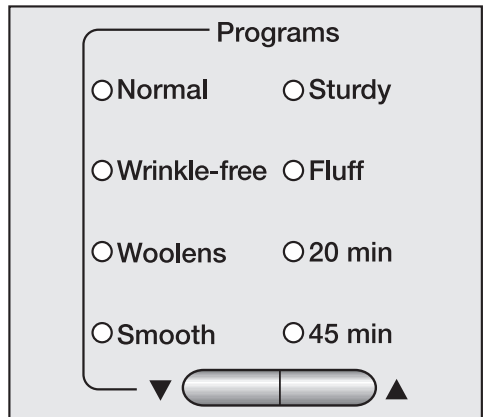 Programs
Normal
Sturdy
Wrinkle-free
Fluff
Woolens
20 min
Smooth
45 min